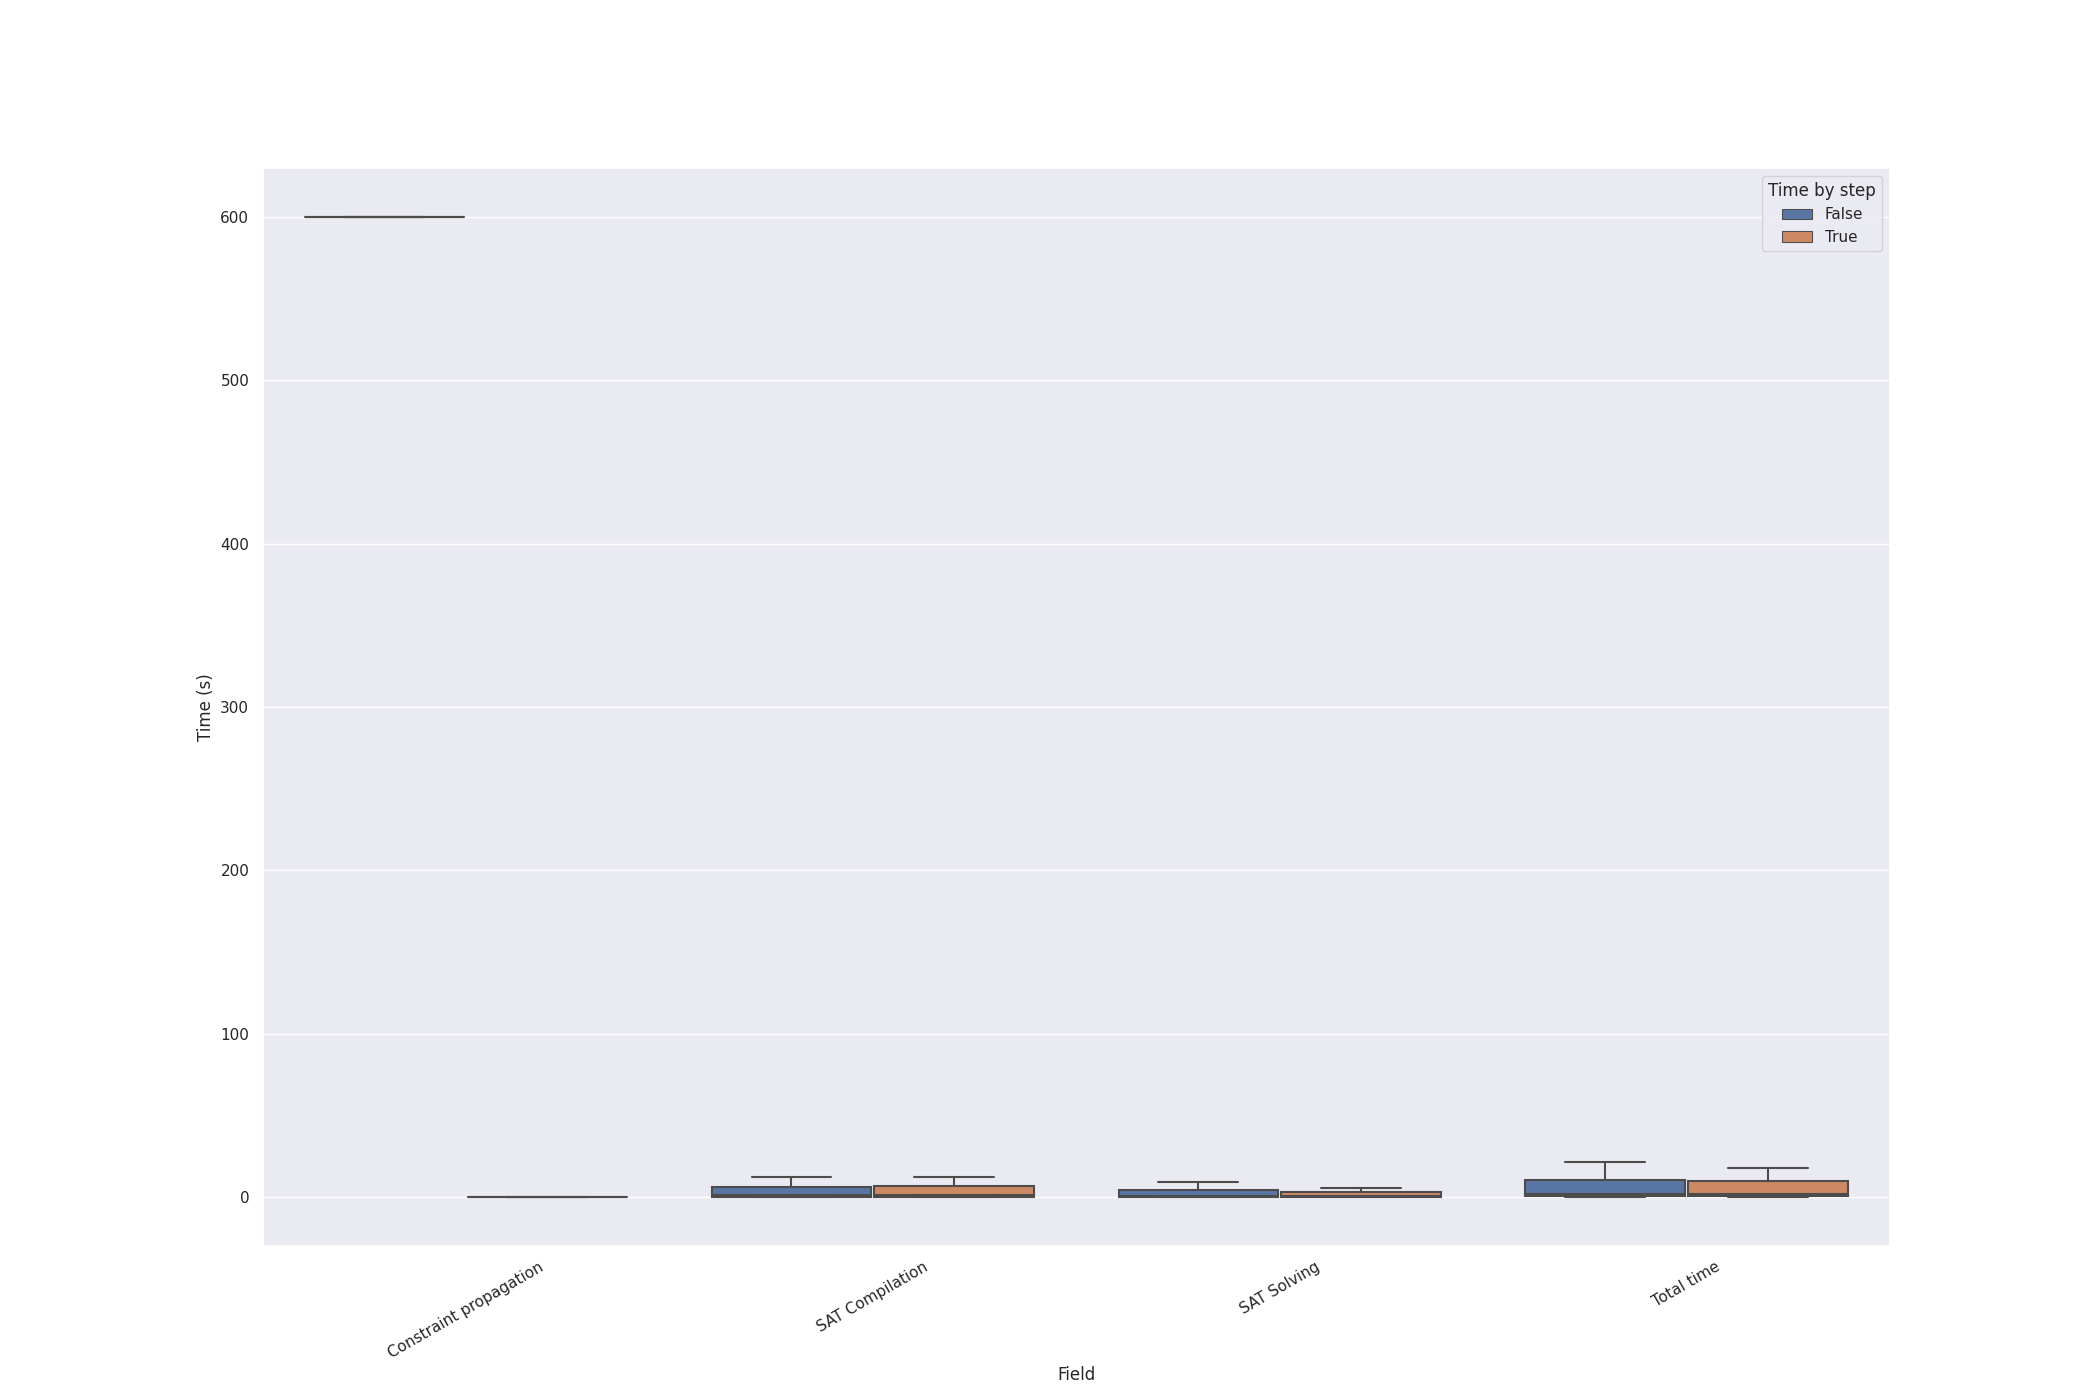 Time by step
False
True
600
500
400
300
200
100
0
Time (s)
Constraint propagation
SAT Compilation
SAT Solving
Total time
Field